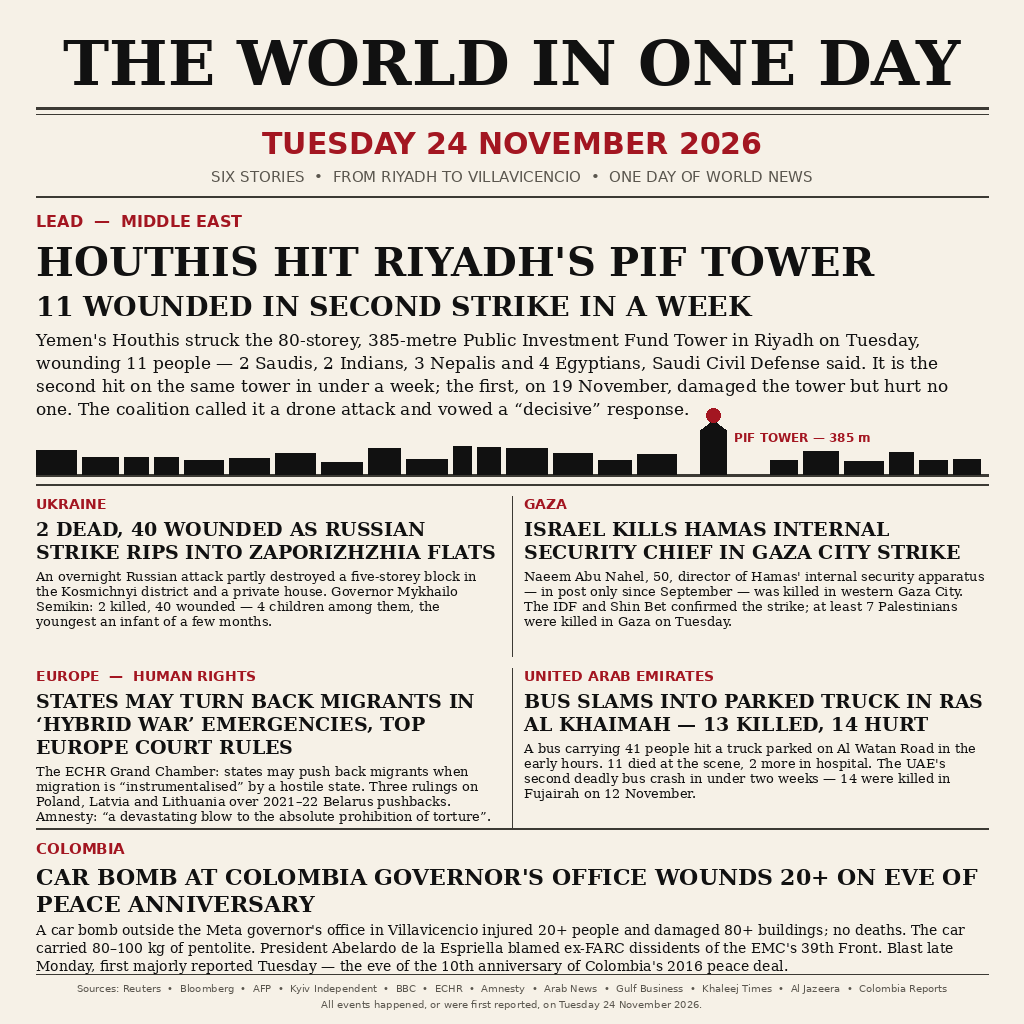 THE WORLD IN ONE DAY
TUESDAY 24 NOVEMBER 2026
SIX STORIES • FROM RIYADH TO VILLAVICENCIO • ONE DAY OF WORLD NEWS
LEAD — MIDDLE EAST
HOUTHIS HIT RIYADH'S PIF TOWER
11 WOUNDED IN SECOND STRIKE IN A WEEK
Yemen's Houthis struck the 80-storey, 385-metre Public Investment Fund Tower in Riyadh on Tuesday,
wounding 11 people — 2 Saudis, 2 Indians, 3 Nepalis and 4 Egyptians, Saudi Civil Defense said. It is the
second hit on the same tower in under a week; the first, on 19 November, damaged the tower but hurt no
one. The coalition called it a drone attack and vowed a “decisive” response.
PIF TOWER — 385 m
UKRAINE
2 DEAD, 40 WOUNDED AS RUSSIAN
STRIKE RIPS INTO ZAPORIZHZHIA FLATS
An overnight Russian attack partly destroyed a five-storey block in
the Kosmichnyi district and a private house. Governor Mykhailo
Semikin: 2 killed, 40 wounded — 4 children among them, the
youngest an infant of a few months.
GAZA
ISRAEL KILLS HAMAS INTERNAL
SECURITY CHIEF IN GAZA CITY STRIKE
Naeem Abu Nahel, 50, director of Hamas' internal security apparatus
— in post only since September — was killed in western Gaza City.
The IDF and Shin Bet confirmed the strike; at least 7 Palestinians
were killed in Gaza on Tuesday.
EUROPE — HUMAN RIGHTS
STATES MAY TURN BACK MIGRANTS IN
‘HYBRID WAR’ EMERGENCIES, TOP
EUROPE COURT RULES
The ECHR Grand Chamber: states may push back migrants when
migration is “instrumentalised” by a hostile state. Three rulings on
Poland, Latvia and Lithuania over 2021–22 Belarus pushbacks.
Amnesty: “a devastating blow to the absolute prohibition of torture”.
UNITED ARAB EMIRATES
BUS SLAMS INTO PARKED TRUCK IN RAS
AL KHAIMAH — 13 KILLED, 14 HURT
A bus carrying 41 people hit a truck parked on Al Watan Road in the
early hours. 11 died at the scene, 2 more in hospital. The UAE's
second deadly bus crash in under two weeks — 14 were killed in
Fujairah on 12 November.
COLOMBIA
CAR BOMB AT COLOMBIA GOVERNOR'S OFFICE WOUNDS 20+ ON EVE OF
PEACE ANNIVERSARY
A car bomb outside the Meta governor's office in Villavicencio injured 20+ people and damaged 80+ buildings; no deaths. The car
carried 80–100 kg of pentolite. President Abelardo de la Espriella blamed ex-FARC dissidents of the EMC's 39th Front. Blast late
Monday, first majorly reported Tuesday — the eve of the 10th anniversary of Colombia's 2016 peace deal.
Sources: Reuters • Bloomberg • AFP • Kyiv Independent • BBC • ECHR • Amnesty • Arab News • Gulf Business • Khaleej Times • Al Jazeera • Colombia Reports
All events happened, or were first reported, on Tuesday 24 November 2026.